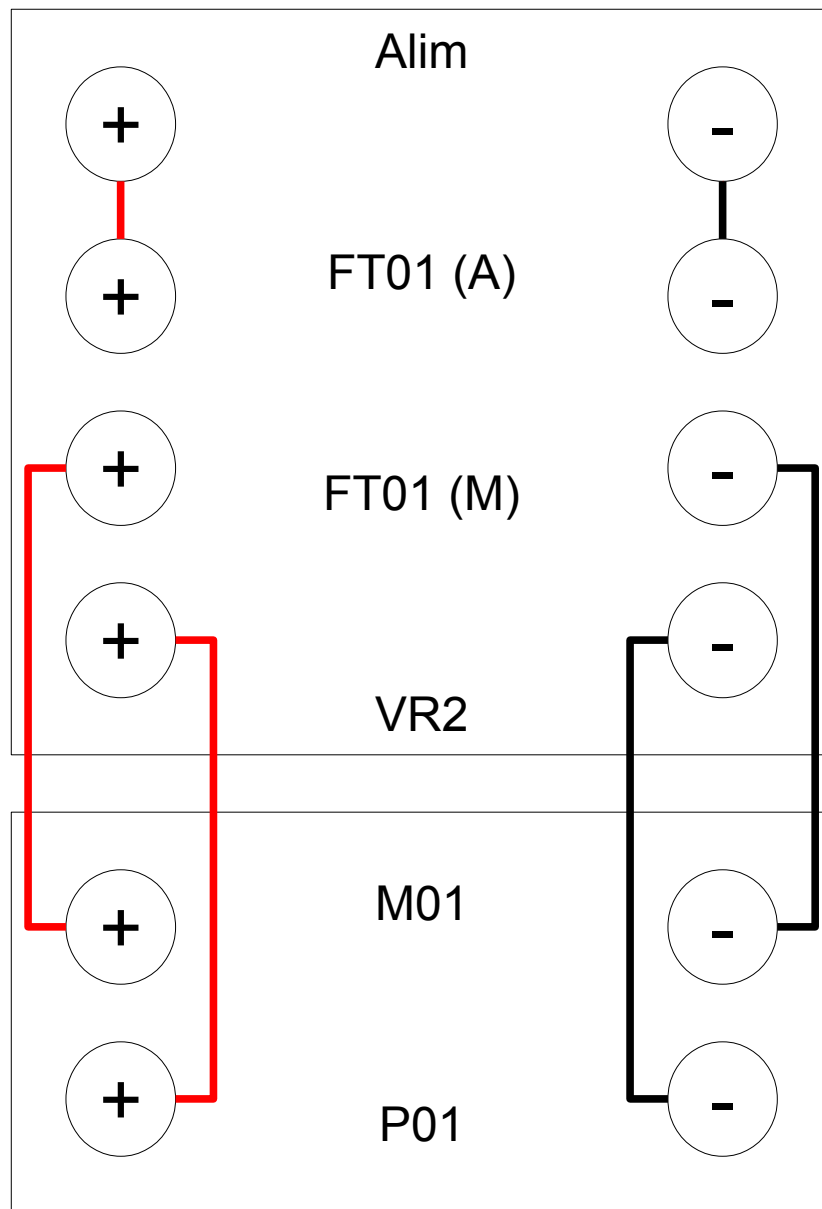 Alim
+ -
+ FT01 (A) -
+ FT01 (M) -
+ -
VR2
+ M01 -
+ -
P01